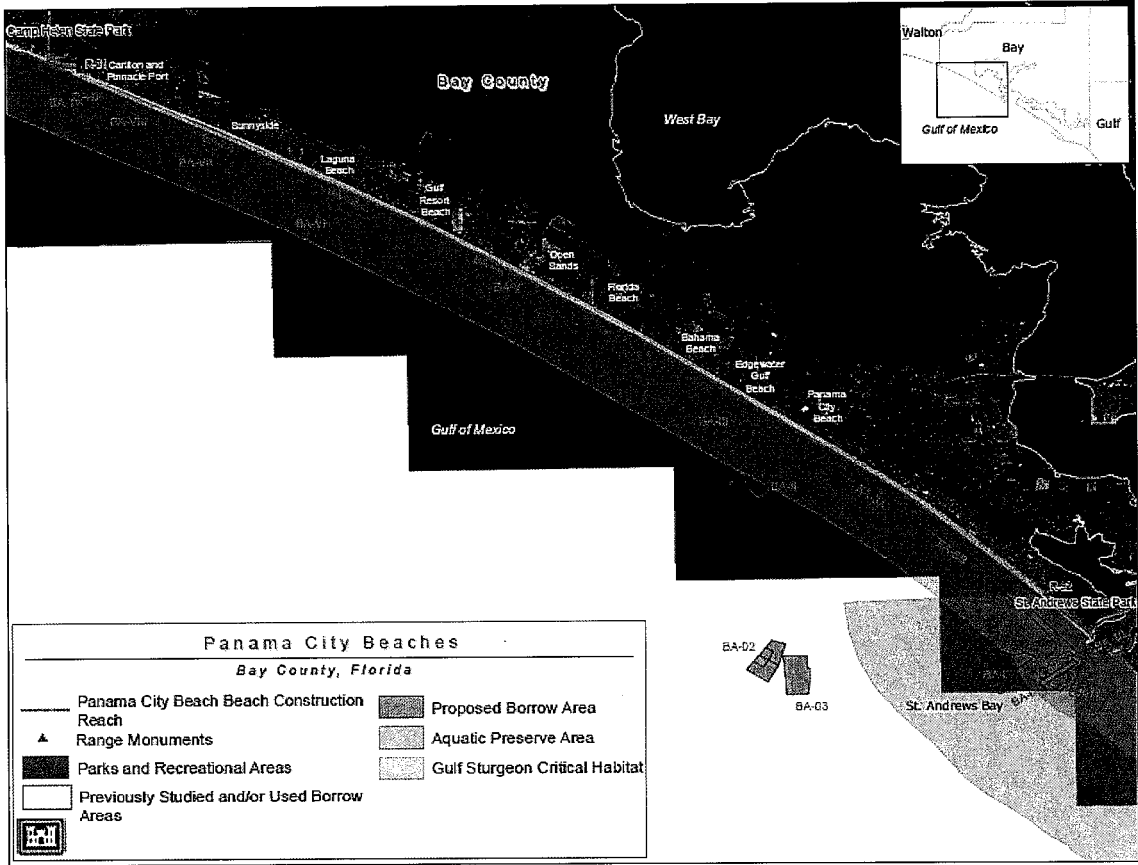 Camp Helen State Park
Walton
Bay
Gulf of Mexico
Gulf
R-3
Carillon and
Pinnacle Port
Bay County
West Bay
Sunnyside
Laguna
Beach
Gulf
Resort
Beach
Open
Sands
Florida
Beach
Bahama
Beach
Edgewater
Gulf
Beach
Panama
City
Beach
Gulf of Mexico
R-92
St. Andrews State Park
BA-02
BA-03
St. Andrews Bay
Panama City Beaches
Bay County, Florida
Panama City Beach Beach Construction
Reach
Range Monuments
Parks and Recreational Areas
Previously Studied and/or Used Borrow
Areas
Proposed Borrow Area
Aquatic Preserve Area
Gulf Sturgeon Critical Habitat